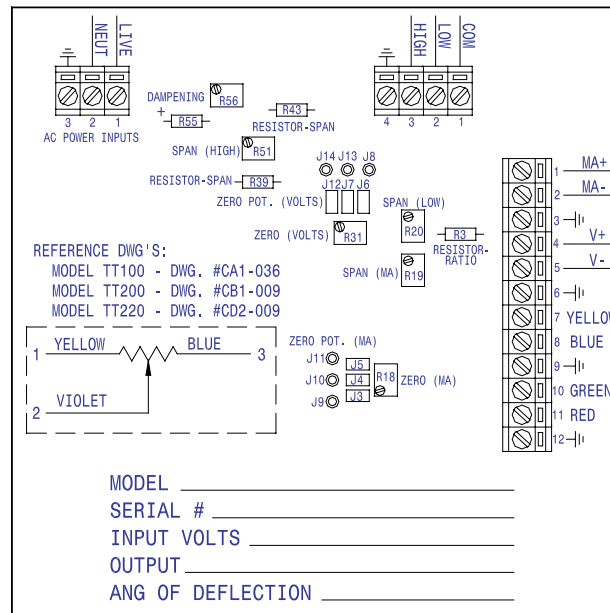 NEUT
LIVE
3 2 1
AC POWER INPUTS
HIGH
LOW
COM
4 3 2 1
DAMPENING
R56
+
R55
R43
RESISTOR-SPAN
SPAN (HIGH)
R51
J14 J13 J8
RESISTOR-SPAN
R39
J12 J7 J6
ZERO POT. (VOLTS)
SPAN (LOW)
R20
ZERO (VOLTS)
R31
R3
RESISTOR-
RATIO
SPAN (MA)
R19
1 MA+
2 MA-
3
4 V+
5 V-
6
7 YELLOW
8 BLUE
9
10 GREEN
11 RED
12
REFERENCE DWG'S:
MODEL TT100 - DWG. #CA1-036
MODEL TT200 - DWG. #CB1-009
MODEL TT220 - DWG. #CD2-009
1 YELLOW BLUE 3
2 VIOLET
ZERO POT. (MA)
J11
J5
J10
J4
R18
ZERO (MA)
J9
J3
MODEL
SERIAL #
INPUT VOLTS
OUTPUT
ANG OF DEFLECTION